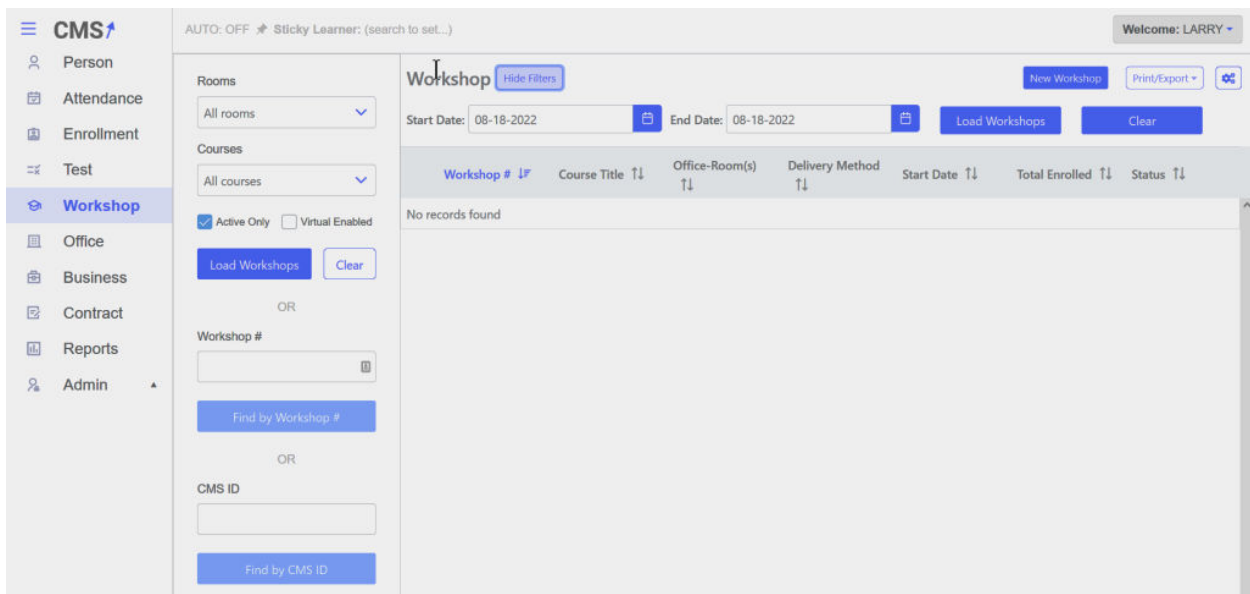 CMS
AUTO: OFF Sticky Learner: (search to set...)
Welcome: LARRY
Person
Attendance
Enrollment
Test
Workshop
Office
Business
Contract
Reports
Admin
Rooms
All rooms
Courses
All courses
Active Only Virtual Enabled
Load Workshops Clear
OR
Workshop #
Find by Workshop #
OR
CMS ID
Find by CMS ID
Workshop Hide Filters New Workshop Print/Export
Start Date: 08-18-2022 End Date: 08-18-2022 Load Workshops Clear
Workshop # Course Title Office-Room(s) Delivery Method Start Date Total Enrolled Status
No records found